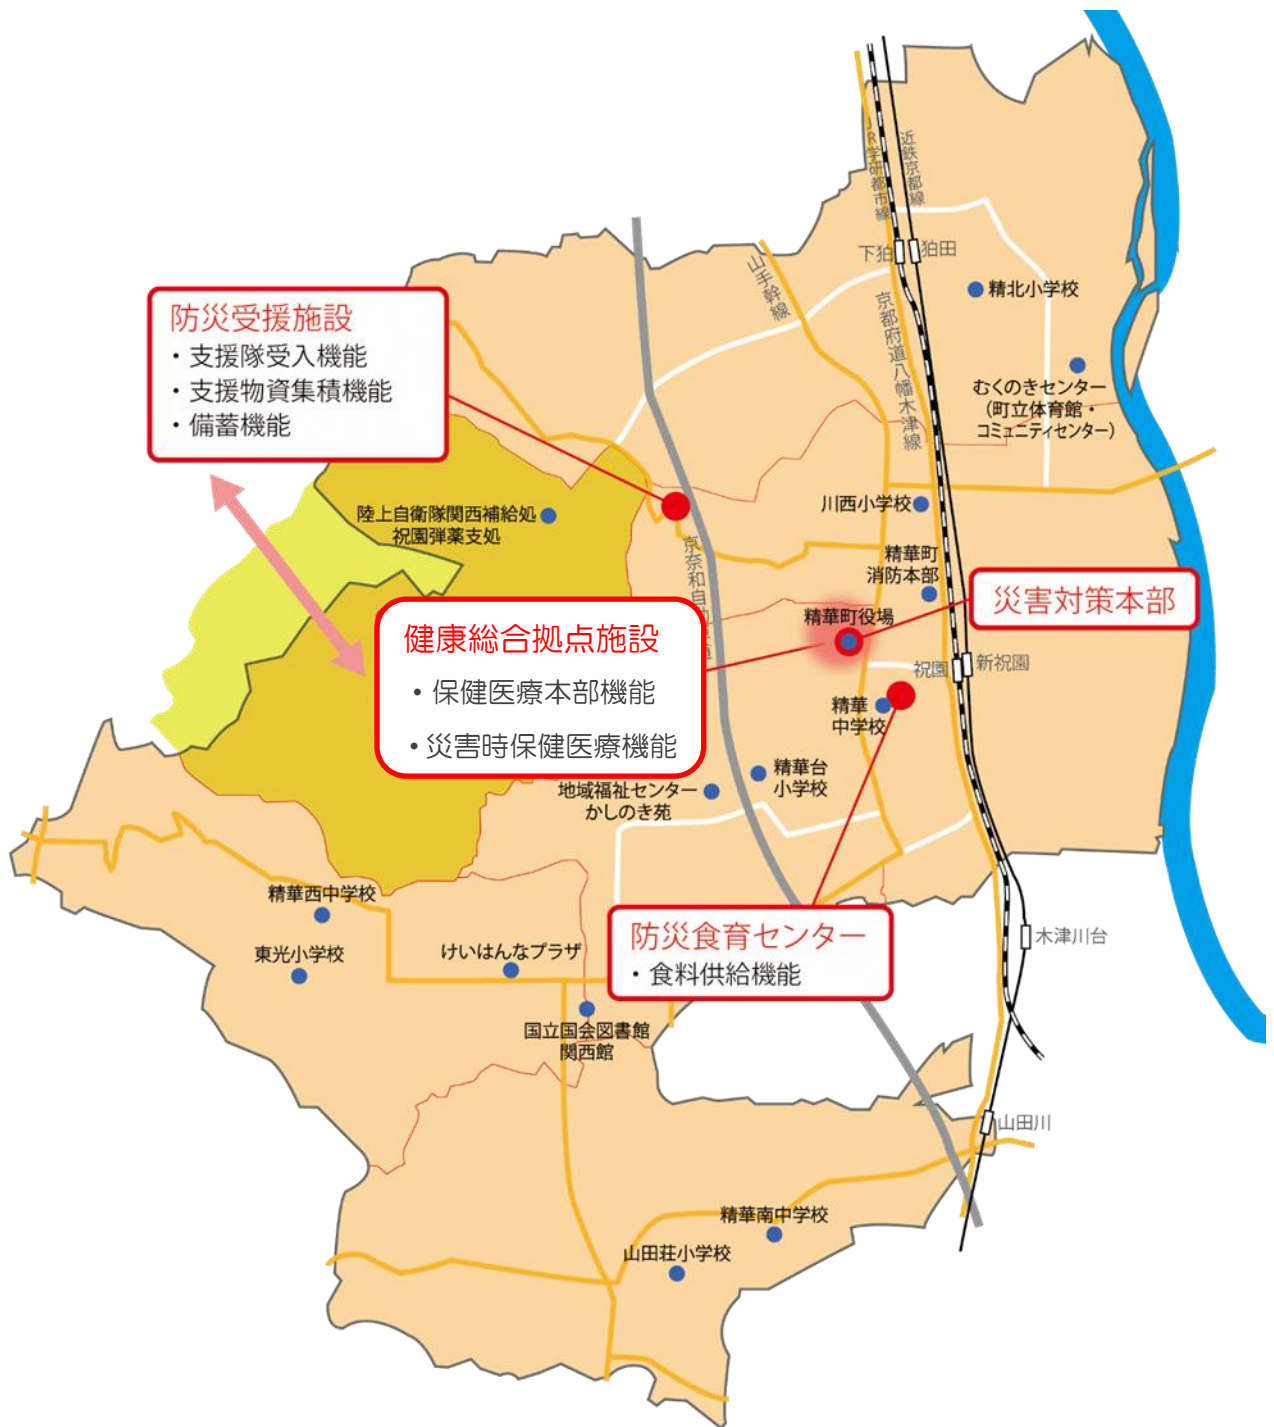 JR学研都市線
近鉄京都線
下狛
狛田
山手幹線
京都府道八幡木津線
精北小学校
むくのきセンター
(町立体育館・
コミュニティセンター)
防災受援施設
・支援隊受入機能
・支援物資集積機能
・備蓄機能
陸上自衛隊関西補給処
祝園弾薬支処
川西小学校
精華町
消防本部
京奈和自動車道
精華町役場
災害対策本部
健康総合拠点施設
・保健医療本部機能
・災害時保健医療機能
祝園
新祝園
精華
中学校
精華台
小学校
地域福祉センター
かしのき苑
精華西中学校
東光小学校
けいはんなプラザ
国立国会図書館
関西館
防災食育センター
・食料供給機能
木津川台
山田川
精華南中学校
山田荘小学校